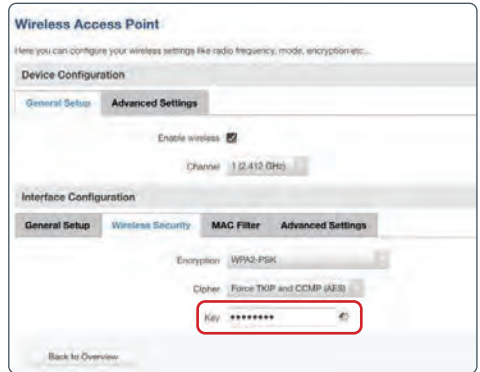 Wireless Access Point
Here you can configure your wireless settings like radio frequency, mode, encryption etc...
Device Configuration
General Setup Advanced Settings
Enable wireless
Channel 1 (2.412 GHz)
Interface Configuration
General Setup Wireless Security MAC Filter Advanced Settings
Encryption WPA2-PSK
Cipher Force TKIP and CCMP (AES)
Key ********
Back to Overview